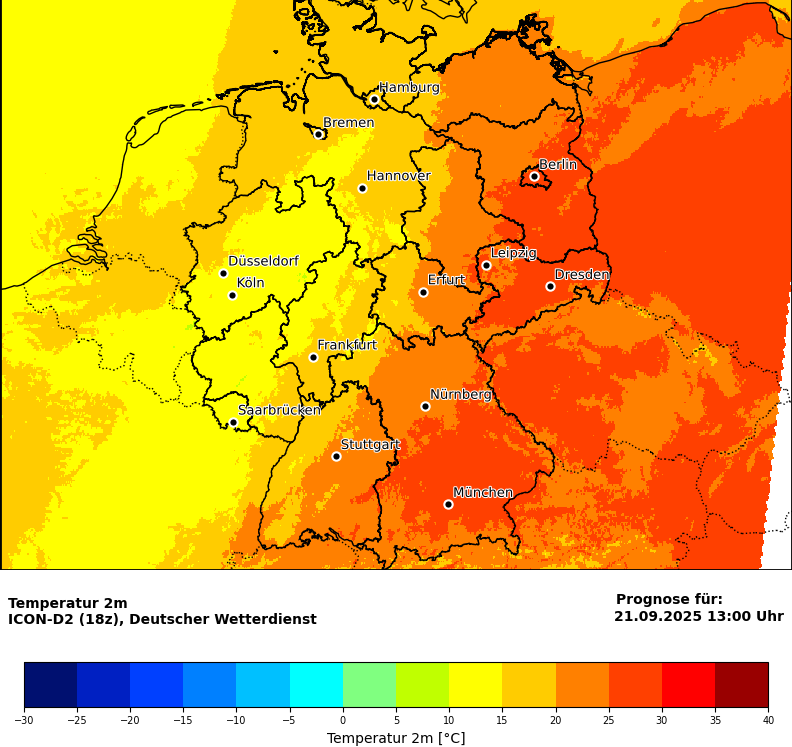 Hamburg
Bremen
Berlin
Hannover
Leipzig
Düsseldorf
Dresden
Köln
Erfurt
Frankfurt
Nürnberg
Saarbrücken
Stuttgart
München
Temperatur 2m
ICON-D2 (18z), Deutscher Wetterdienst
Prognose für:
21.09.2025 13:00 Uhr
−30 −25 −20 −15 −10 −5 0 5 10 15 20 25 30 35 40
Temperatur 2m [°C]